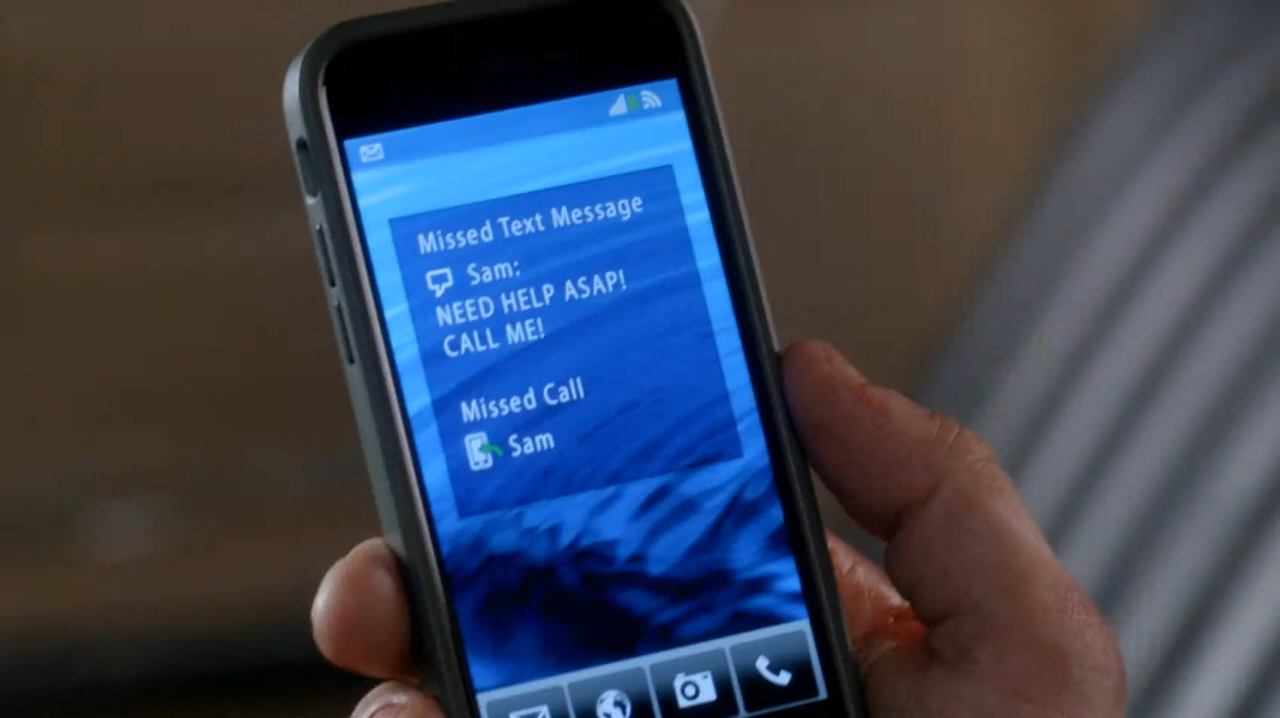 Missed Text Message
Sam:
NEED HELP ASAP!
CALL ME!
Missed Call
Sam